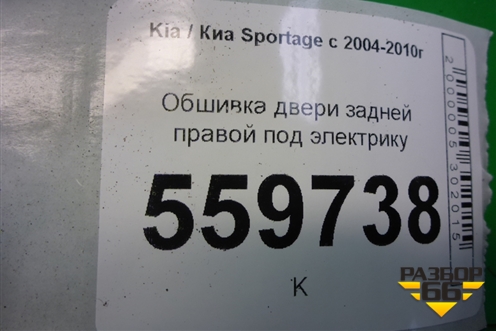 Kia / Киа Sportage с 2004-2010г
Обшивка двери задней
правой под электрику
559738
К
2000005302015
РАЗБОР
66